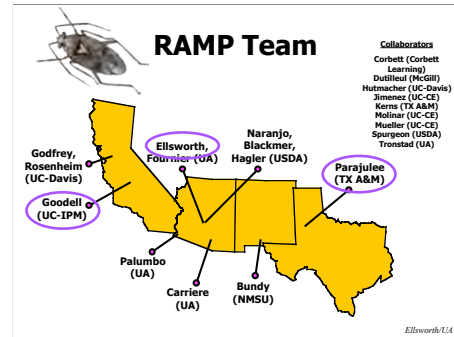 RAMP Team
Collaborators
Corbett (Corbett
Learning)
Dutilleul (McGill)
Hutmacher (UC-Davis)
Jimenez (UC-CE)
Kerns (TX A&M)
Molinar (UC-CE)
Mueller (UC-CE)
Spurgeon (USDA)
Tronstad (UA)
Godfrey,
Rosenheim
(UC-Davis)
Ellsworth,
Fournier (UA)
Naranjo,
Blackmer,
Hagler (USDA)
Parajulee
(TX A&M)
Goodell
(UC-IPM)
Palumbo
(UA)
Carriere
(UA)
Bundy
(NMSU)
Ellsworth/UA